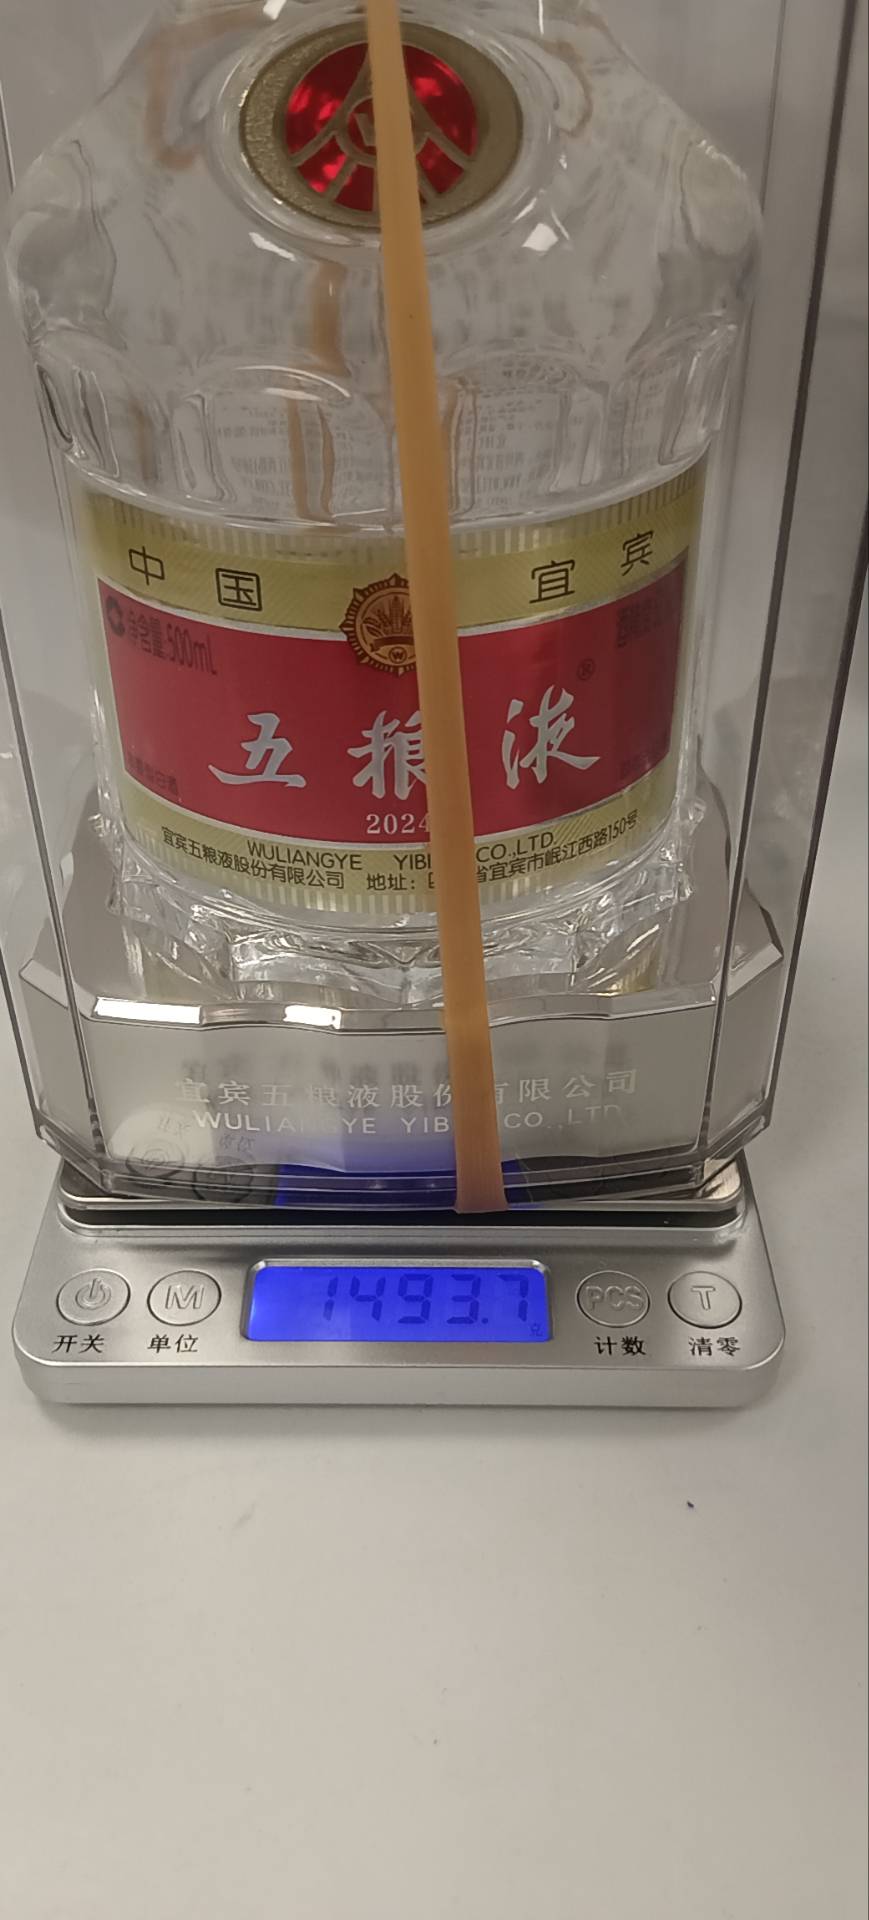 中国 宜宾
净含量:500mL
五粮液®
2024
WULIANGYE YIBI CO.,LTD
宜宾五粮液股份有限公司 地址: 省宜宾市岷江西路150号
宜宾五粮液股份有限公司
WULIANGYE YIBI CO.,LTD
1493.7
克
M PCS T
开关 单位 计数 清零